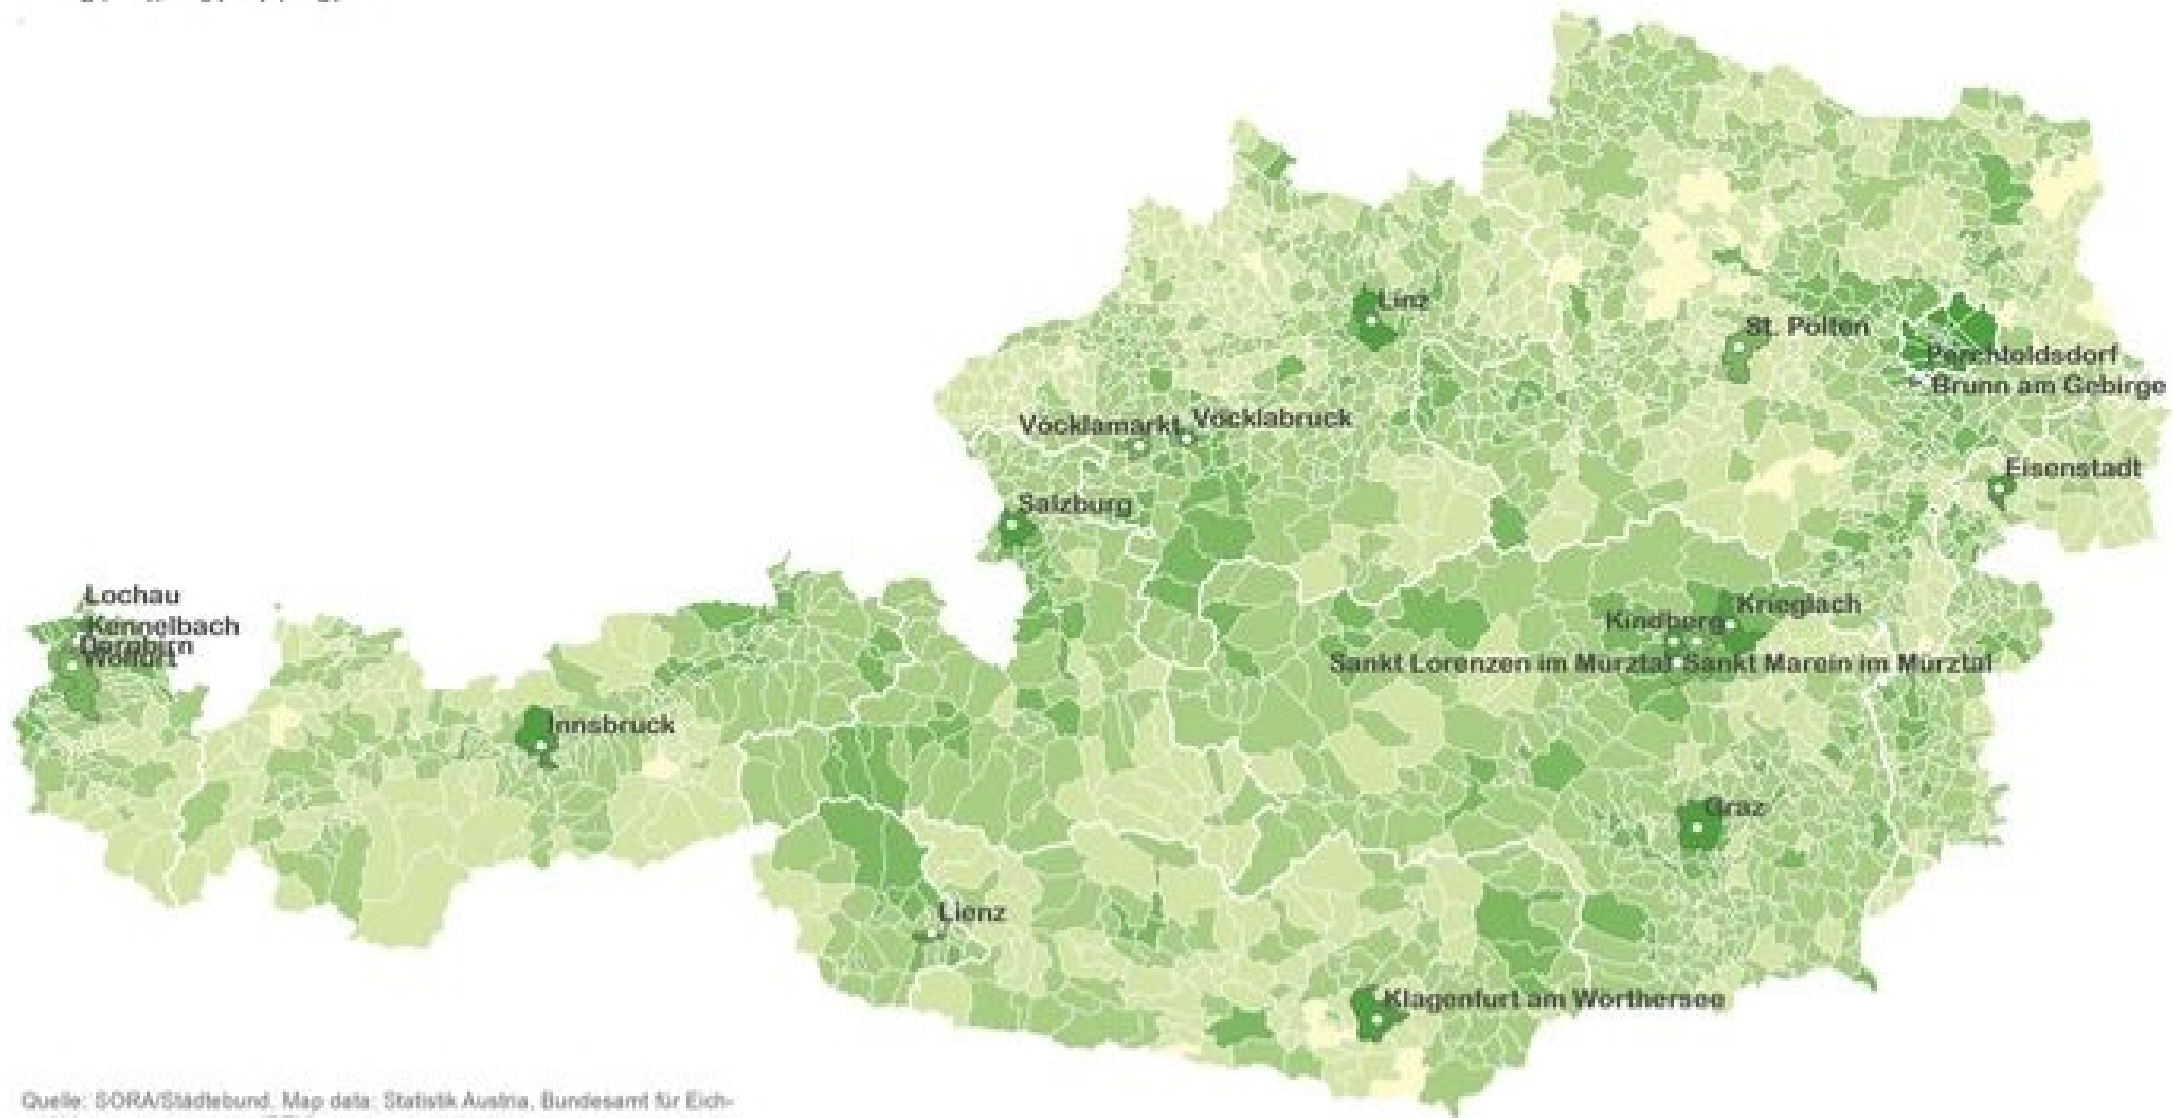 Linz
St. Pölten
Perchtoldsdorf
Brunn am Gebirge
Vöcklamarkt
Vöcklabruck
Eisenstadt
Salzburg
Lochau
Kennelbach
Dornbirn
Wolfurt
Krieglach
Kindberg
Sankt Lorenzen im Mürztal
Sankt Marein im Mürztal
Innsbruck
Graz
Lienz
Klagenfurt am Wörthersee
Quelle: SORA/Städtebund. Map data: Statistik Austria, Bundesamt für Eich-